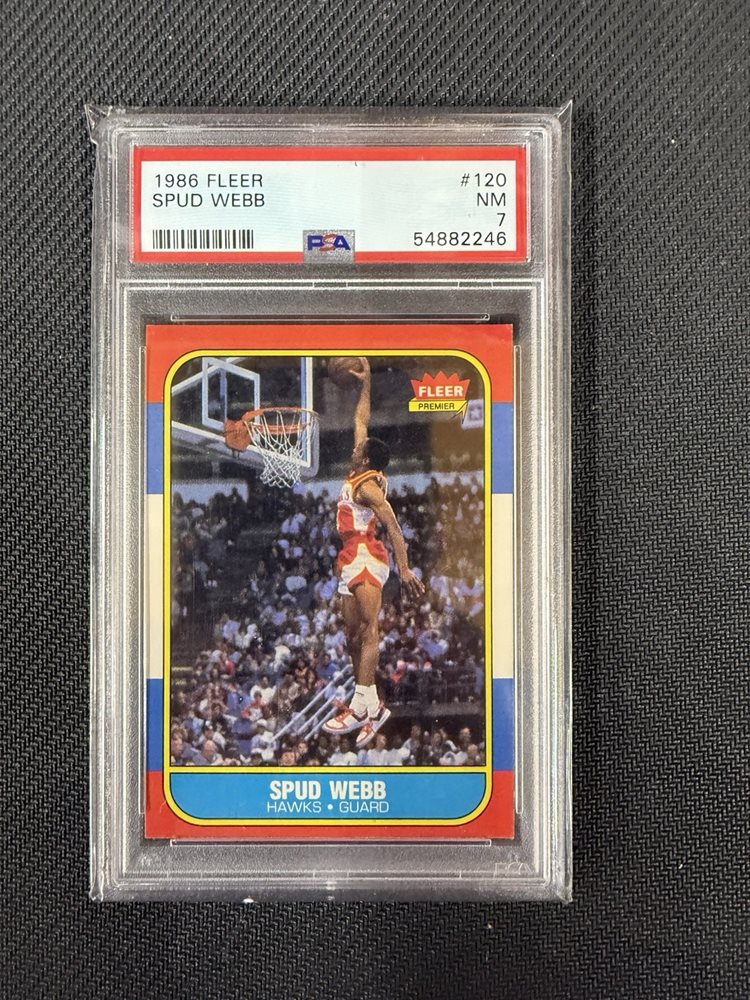 1986 FLEER #120
SPUD WEBB NM
7
PSA 54882246
FLEER
PREMIER
SPUD WEBB
HAWKS • GUARD